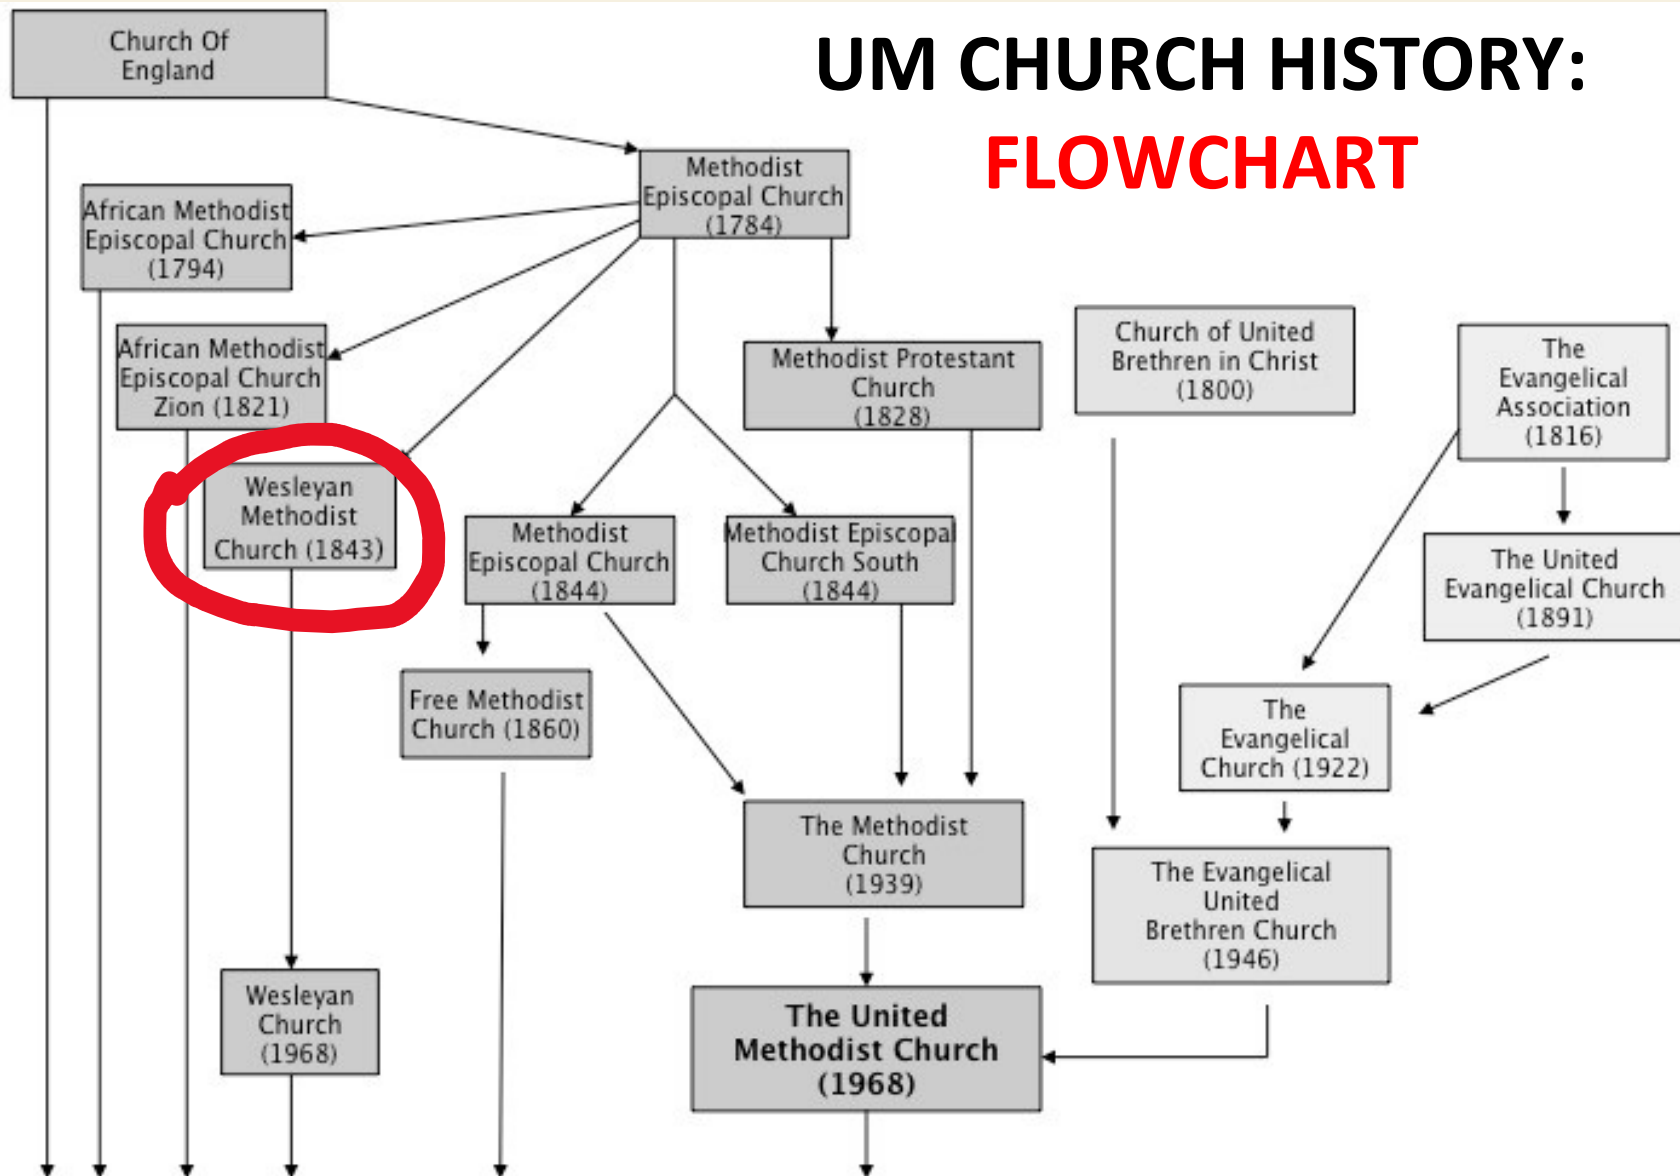 UM CHURCH HISTORY:
FLOWCHART
Church Of
England
Methodist
Episcopal Church
(1784)
African Methodist
Episcopal Church
(1794)
African Methodist
Episcopal Church
Zion (1821)
Methodist Protestant
Church
(1828)
Church of United
Brethren in Christ
(1800)
The
Evangelical
Association
(1816)
Wesleyan
Methodist
Church (1843)
Methodist
Episcopal Church
(1844)
Methodist Episcopal
Church South
(1844)
The United
Evangelical Church
(1891)
Free Methodist
Church (1860)
The
Evangelical
Church (1922)
The Methodist
Church
(1939)
The Evangelical
United
Brethren Church
(1946)
Wesleyan
Church
(1968)
The United
Methodist Church
(1968)